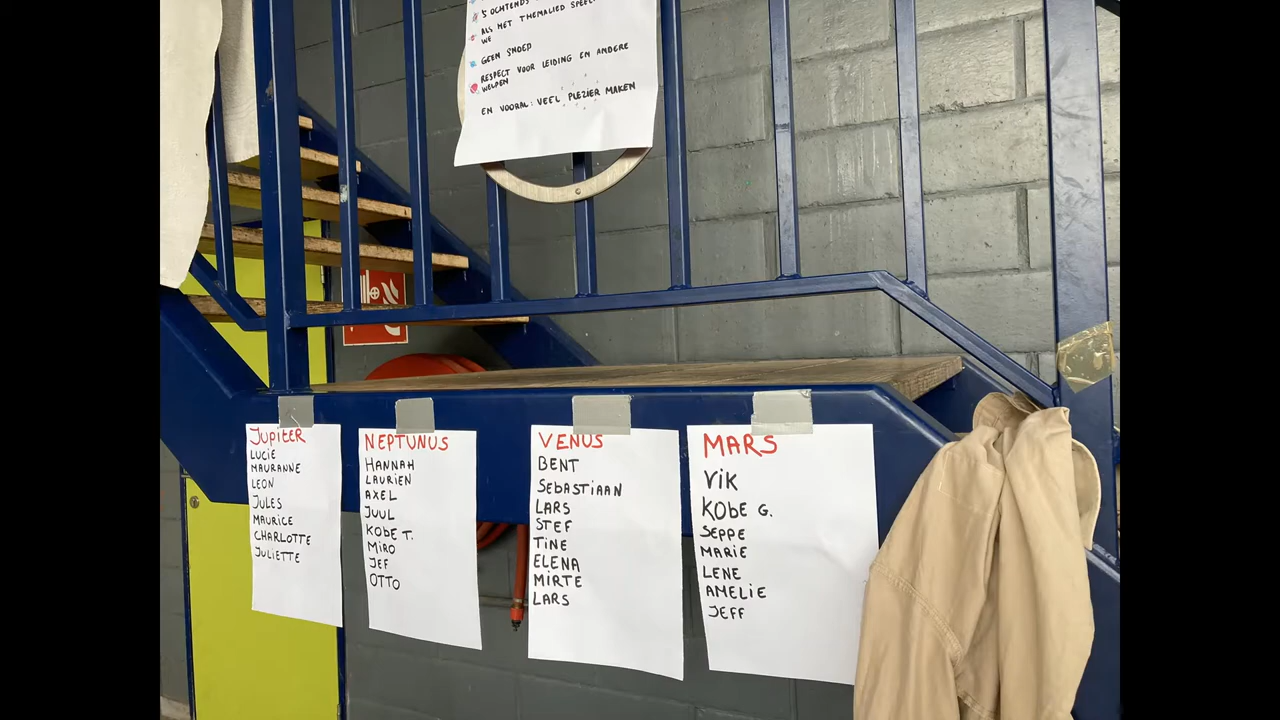 5 OCHTENDS
ALS HET THEMALIED
WE
GEEN SNOEP
RESPECT VOOR LEIDING EN ANDERE
WELPEN
EN VOORAL: VEEL PLEZIER MAKEN
JUPITER
LUCIE
MAURANNE
LEON
JULES
MAURICE
CHARLOTTE
JULIETTE
NEPTUNUS
HANNAH
LAURIEN
AXEL
JUUL
KOBE T.
MIRO
JEF
OTTO
VENUS
BENT
SEBASTIAAN
LARS
STEF
TINE
ELENA
MIRTE
LARS
MARS
VIK
KOBE G.
SEPPE
MARIE
LENE
AMELIE
JEFF